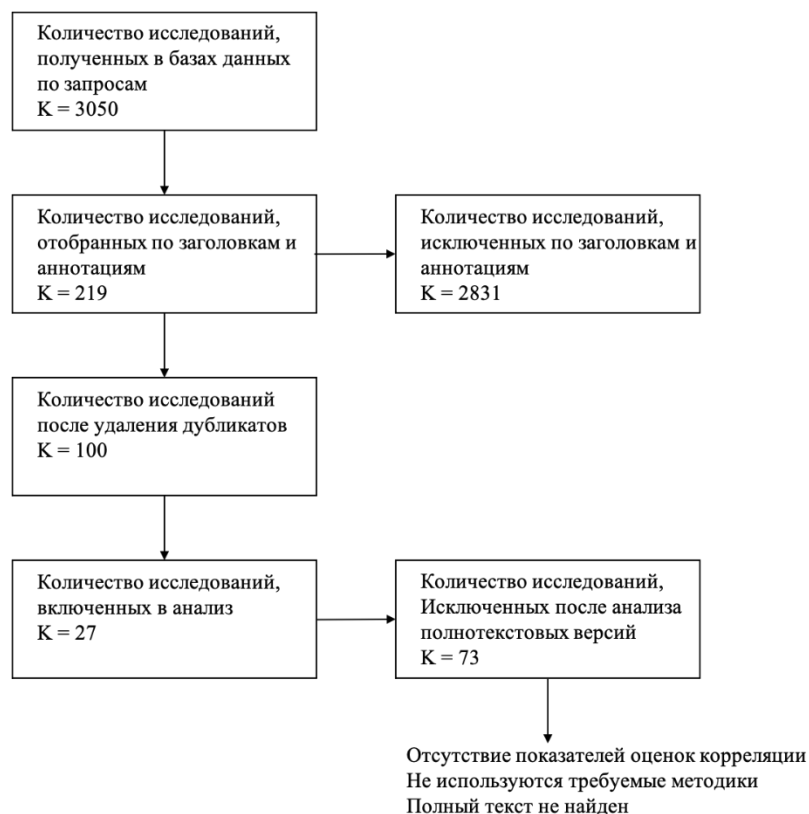 Количество исследований,
полученных в базах данных
по запросам
K = 3050
Количество исследований,
отобранных по заголовкам и
аннотациям
K = 219
Количество исследований,
исключенных по заголовкам и
аннотациям
K = 2831
Количество исследований
после удаления дубликатов
K = 100
Количество исследований,
включенных в анализ
K = 27
Количество исследований,
Исключенных после анализа
полнотекстовых версий
K = 73
Отсутствие показателей оценок корреляции
Не используются требуемые методики
Полный текст не найден